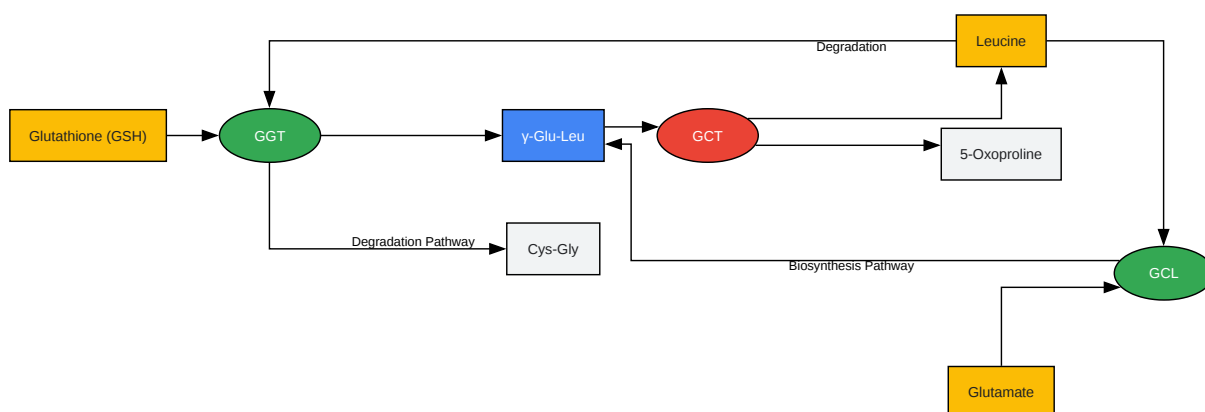 Leucine
Degradation
Glutathione (GSH)
GGT
γ-Glu-Leu
GCT
5-Oxoproline
Degradation Pathway
Cys-Gly
Biosynthesis Pathway
GCL
Glutamate